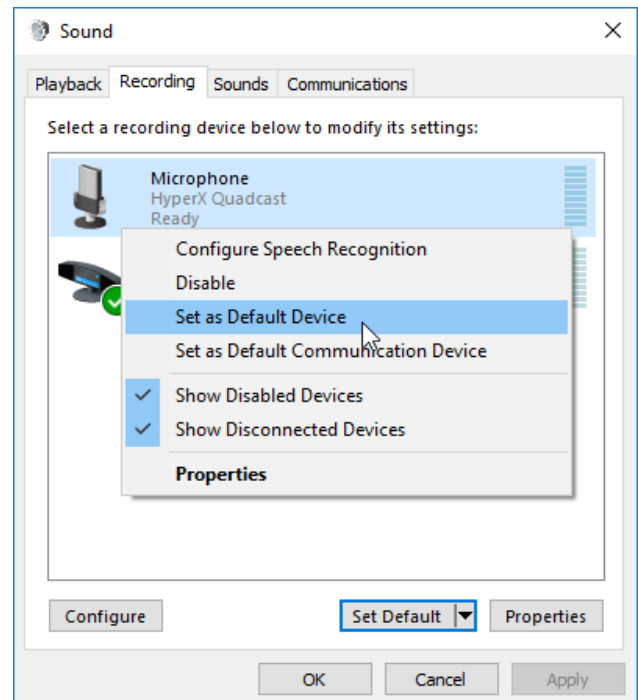 Sound
Playback Recording Sounds Communications
Select a recording device below to modify its settings:
Microphone
HyperX Quadcast
Ready
Configure Speech Recognition
Disable
Set as Default Device
Set as Default Communication Device
Show Disabled Devices
Show Disconnected Devices
Properties
Configure Set Default Properties
OK Cancel Apply